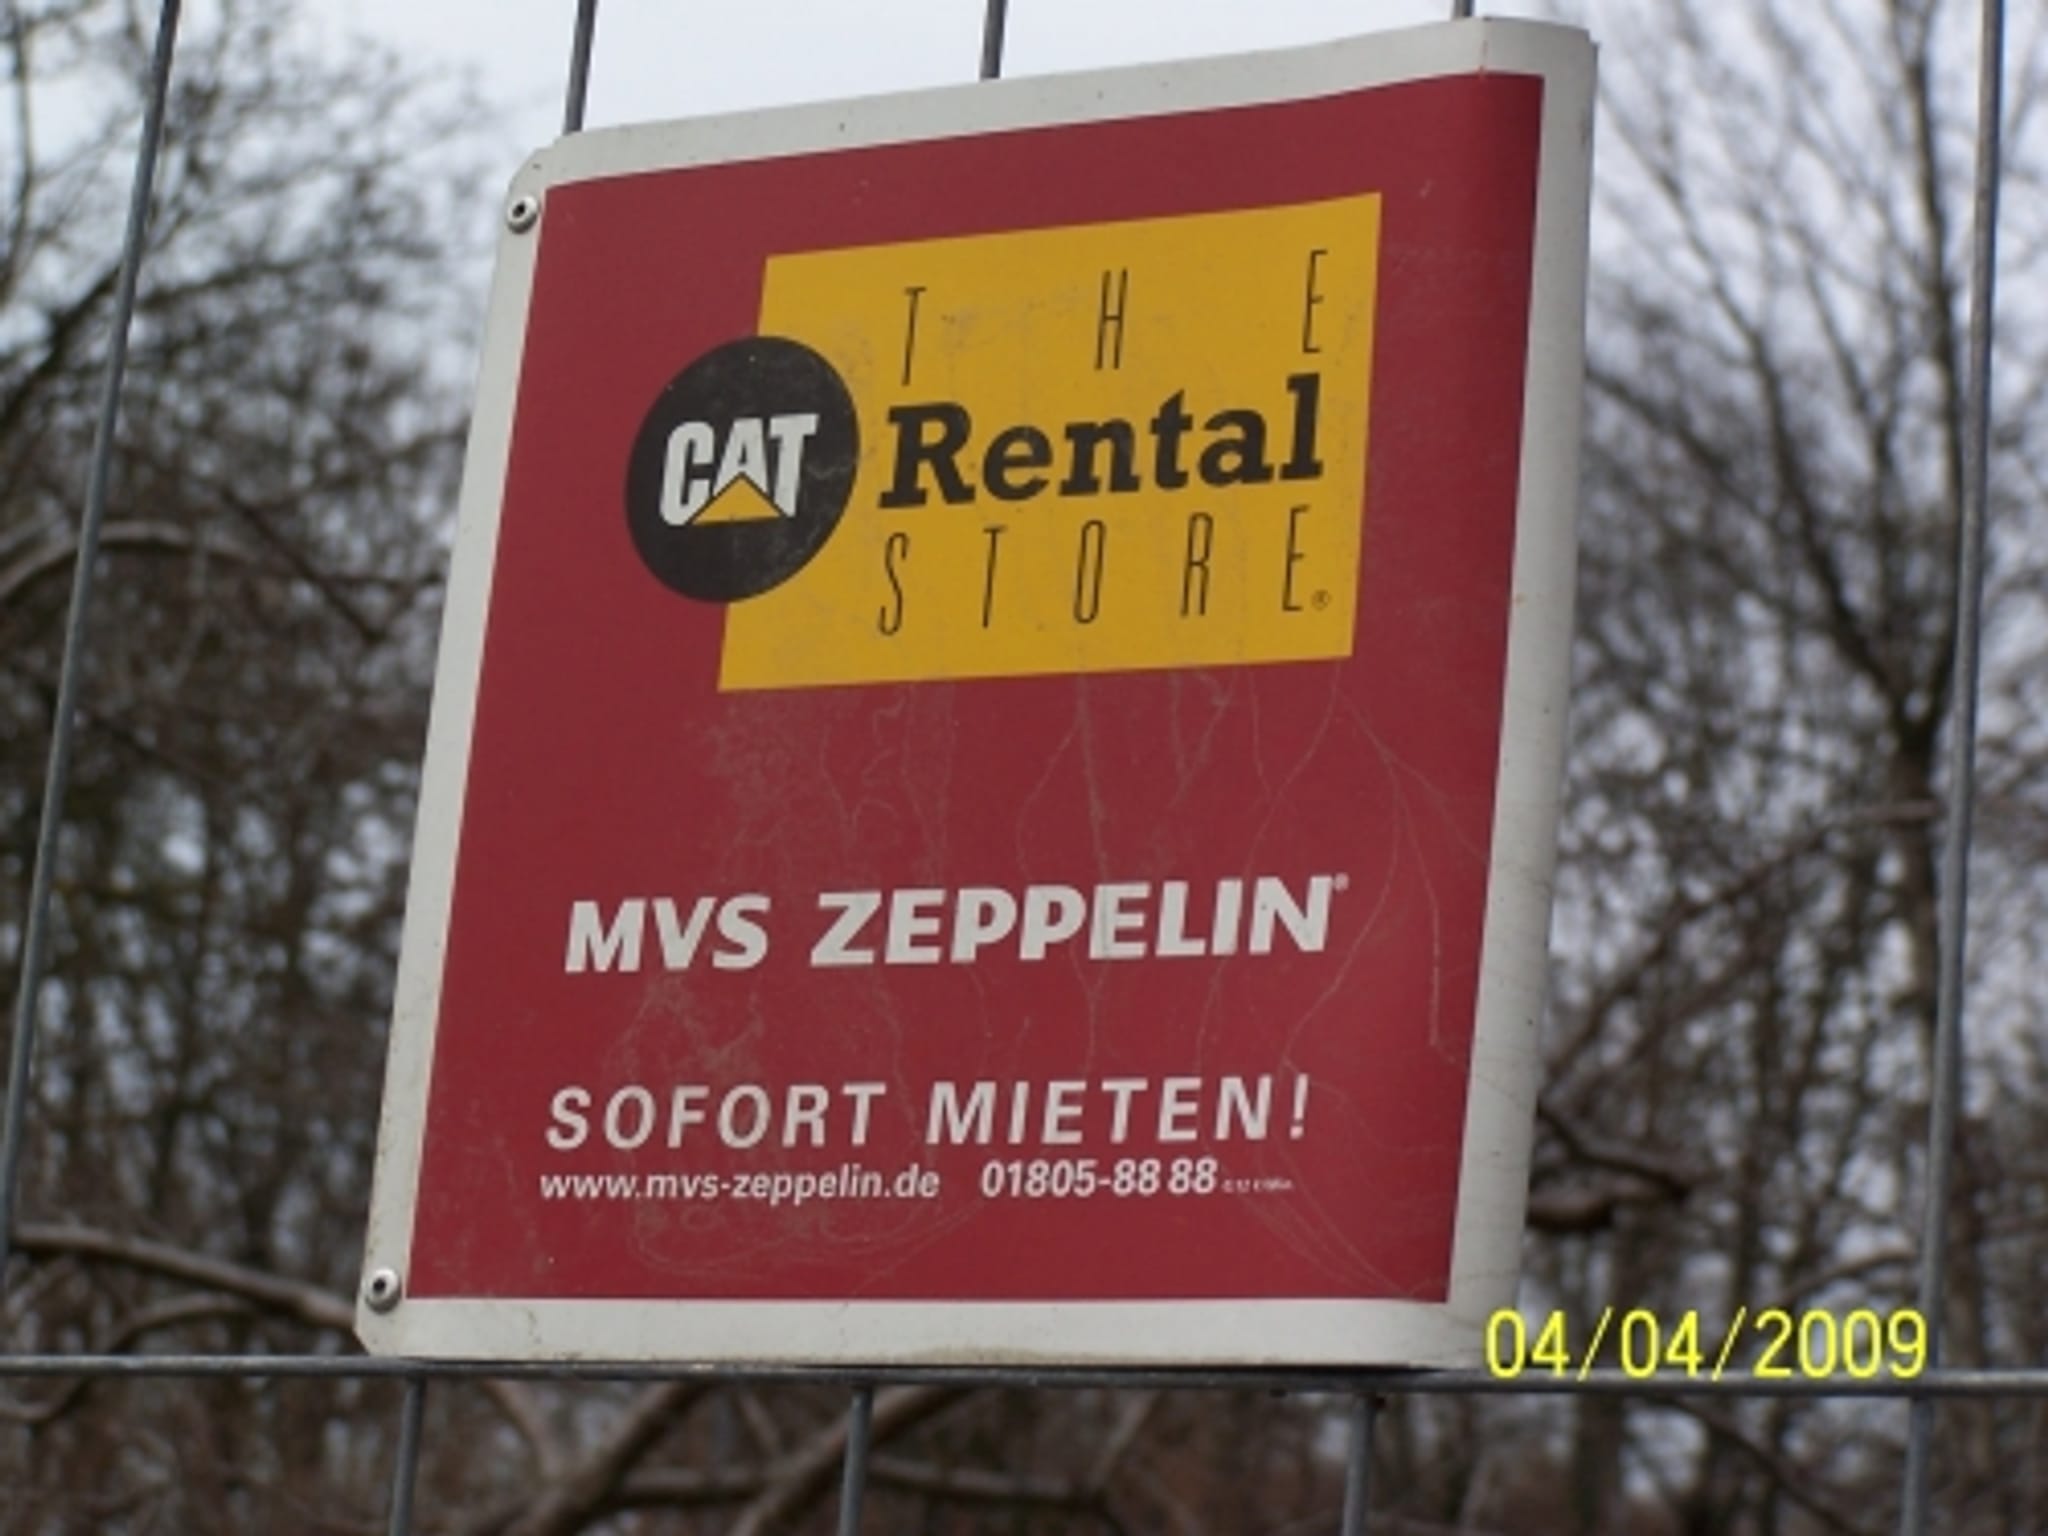 THE
CAT
Rental
STORE®
MVS ZEPPELIN®
SOFORT MIETEN!
www.mvs-zeppelin.de 01805-88 88
04/04/2009